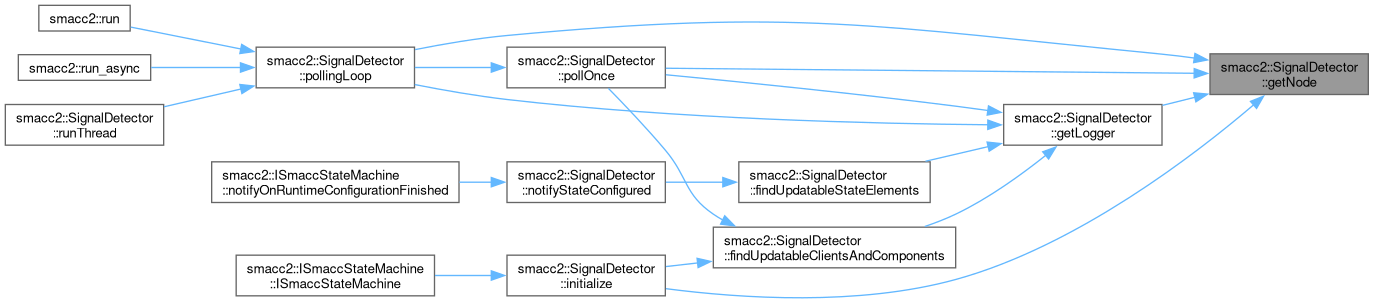 smacc2::run
smacc2::run_async
smacc2::SignalDetector
::runThread
smacc2::SignalDetector
::pollingLoop
smacc2::SignalDetector
::pollOnce
smacc2::SignalDetector
::getNode
smacc2::SignalDetector
::getLogger
smacc2::ISmaccStateMachine
::notifyOnRuntimeConfigurationFinished
smacc2::SignalDetector
::notifyStateConfigured
smacc2::SignalDetector
::findUpdatableStateElements
smacc2::SignalDetector
::findUpdatableClientsAndComponents
smacc2::ISmaccStateMachine
::ISmaccStateMachine
smacc2::SignalDetector
::initialize